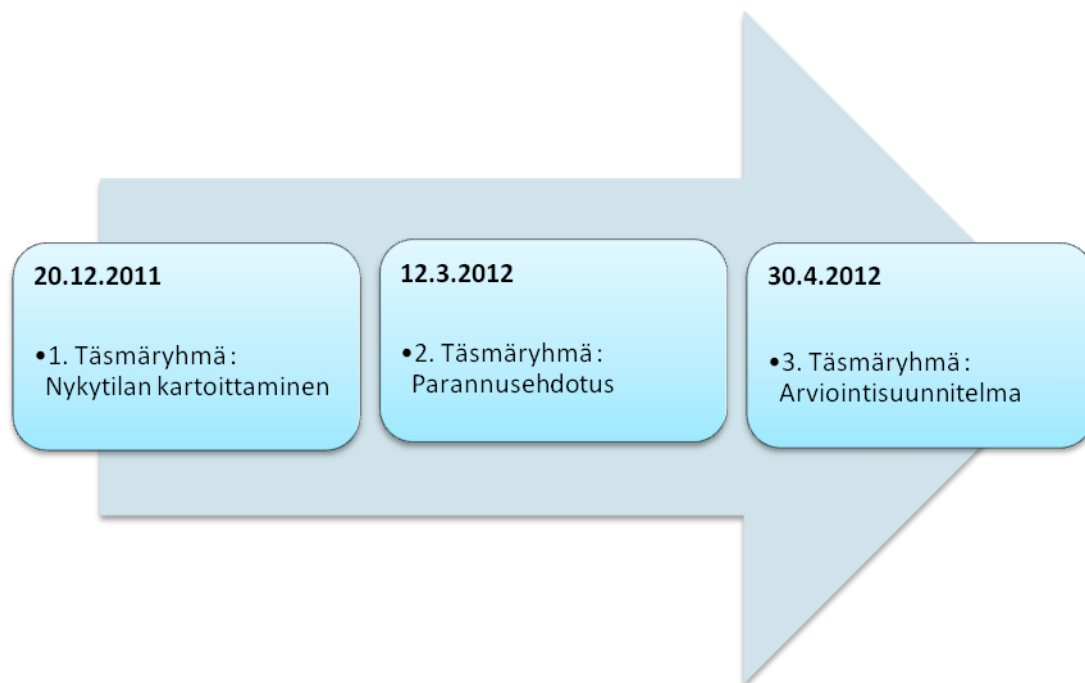 20.12.2011
•1. Täsmäryhmä:
Nykytilan kartoittaminen
12.3.2012
•2. Täsmäryhmä:
Parannusehdotus
30.4.2012
•3. Täsmäryhmä:
Arviointisuunnitelma